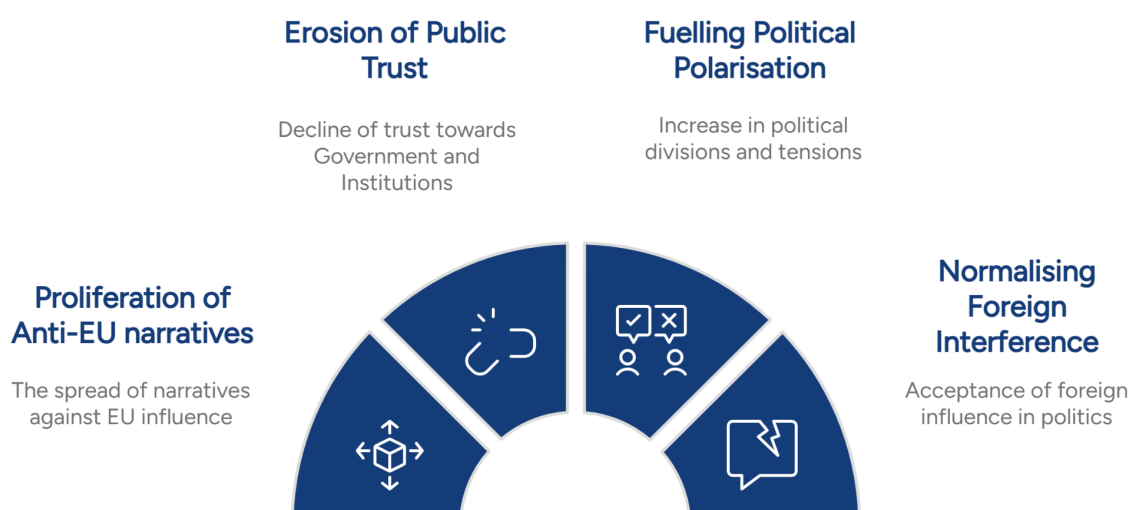 Erosion of Public
Trust
Decline of trust towards
Government and
Institutions
Fuelling Political
Polarisation
Increase in political
divisions and tensions
Proliferation of
Anti-EU narratives
The spread of narratives
against EU influence
Normalising
Foreign
Interference
Acceptance of foreign
influence in politics